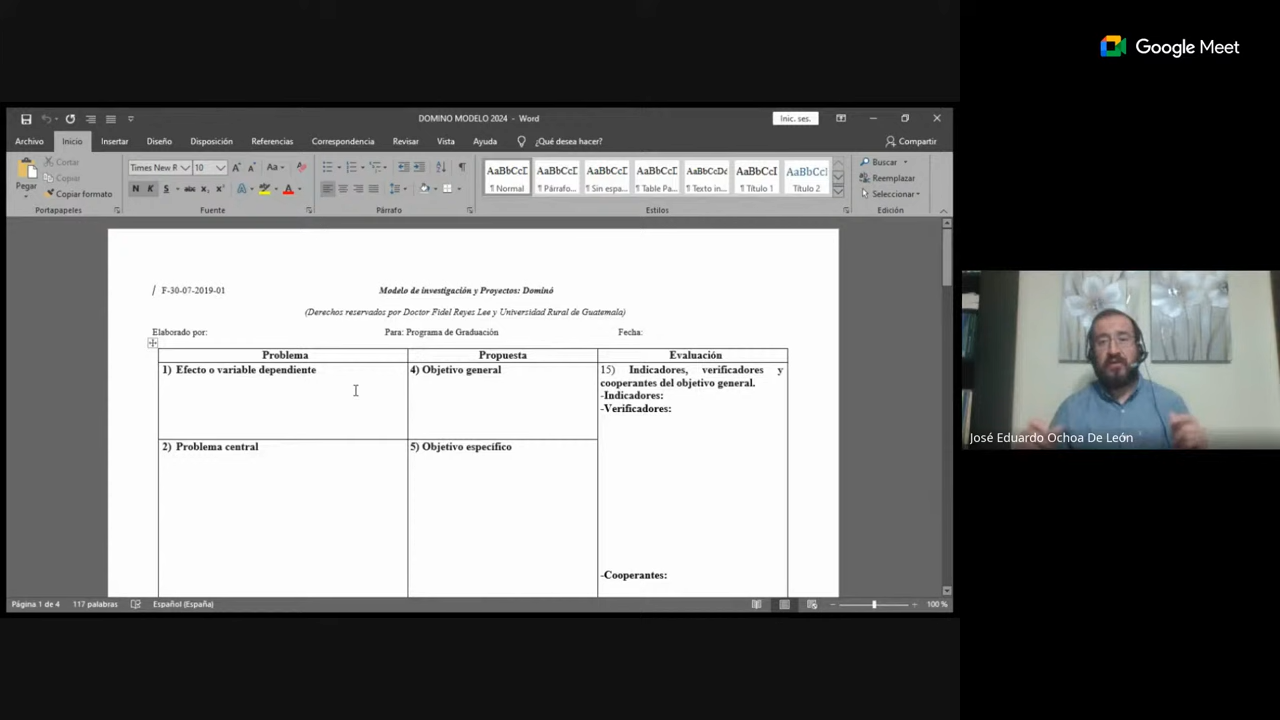 Google Meet
DOMINO MODELO 2024 - Word
Inic. ses.
Archivo Inicio Insertar Diseño Disposición Referencias Correspondencia Revisar Vista Ayuda ¿Qué desea hacer? Compartir
Pegar
Cortar
Copiar
Copiar formato
Portapapeles
Times New R 10
N K S abc x₂ x²
Fuente
Párrafo
AaBbCcI AaBbCcI AaBbCcI AaBbCcI AaBbCcDd AaBbCcI AaBbCcI
¶ Normal ¶ Párrafo... ¶ Sin espa... ¶ Table Pa... ¶ Texto in... ¶ Título 1 ¶ Título 2
Estilos
Buscar
Reemplazar
Seleccionar
Edición
/ F-30-07-2019-01 Modelo de investigación y Proyectos: Dominó
(Derechos reservados por Doctor Fidel Reyes Lee y Universidad Rural de Guatemala)
Elaborado por: Para: Programa de Graduación Fecha:
Problema Propuesta Evaluación
1) Efecto o variable dependiente
4) Objetivo general
15) Indicadores, verificadores y
cooperantes del objetivo general.
-Indicadores:
-Verificadores:
2) Problema central
5) Objetivo específico
-Cooperantes:
Página 1 de 4 117 palabras Español (España) 100 %
José Eduardo Ochoa De León